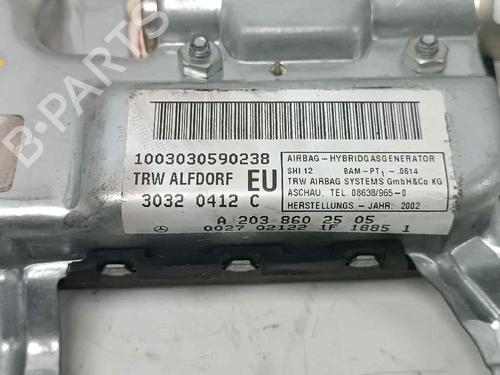 B-PARTS
1003030590238
TRW ALFDORF EU
3032 0412 C
AIRBAG-HYBRIDGASGENERATOR
SHI 12 BAM-PT₁-.0614
TRW AIRBAG SYSTEMS GmbH&Co KG
ASCHAU, TEL 08638/965-0
HERSTELLUNGS-JAHR: 2002
A 203 860 25 05
0027 02122 1F 1885 1